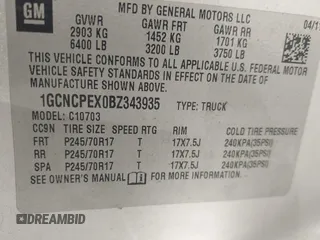 GM
MFD BY GENERAL MOTORS LLC
04/1
GVWR GAWR FRT GAWR RR
2903 KG 1452 KG 1701 KG
6400 LB 3200 LB 3750 LB
THIS VEHICLE CONFORMS TO ALL APPLICABLE U.S. FEDERAL
SAFETY STANDARDS IN EFFECT ON THE DATE OF
MANUFACTURE SHOWN ABOVE.
1GCNCPEX0BZ343935 TYPE: TRUCK
MODEL: C10703
CC9N TIRE SIZE SPEED RTG RIM COLD TIRE PRESSURE
FRT P245/70R17 T 17X7.5J 240KPA(35PSI)
RR P245/70R17 T 17X7.5J 240KPA(35PSI)
SPA P245/70R17 T 17X7.5J 240KPA(35PSI)
SEE OWNER'S MANUAL FOR MORE INFORMATION.
DREAMBID